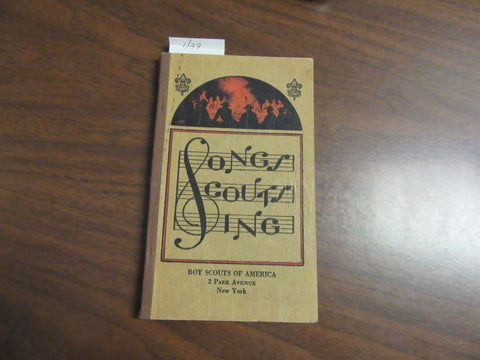 1/39
SONGS
SCOUTS
SING
BOY SCOUTS OF AMERICA
2 PARK AVENUE
New York